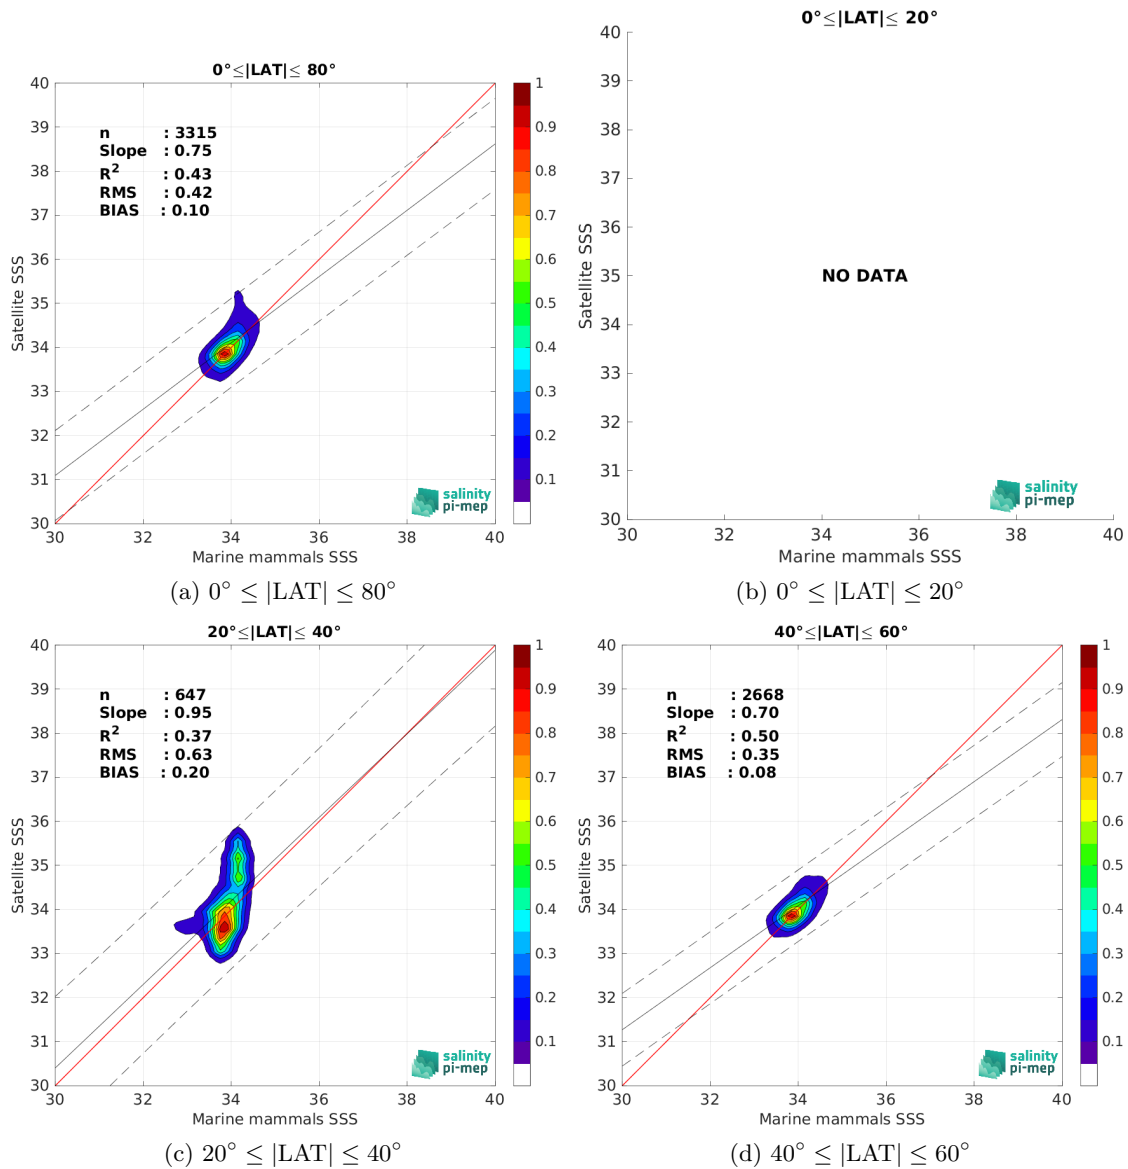 0°≤|LAT|≤ 80°
40
39
38
37
36
35
34
33
32
31
30
Satellite SSS
n : 3315
Slope : 0.75
R² : 0.43
RMS : 0.42
BIAS : 0.10
salinity
pi-mep
30 32 34 36 38 40
Marine mammals SSS
1
0.9
0.8
0.7
0.6
0.5
0.4
0.3
0.2
0.1
(a) 0° ≤ |LAT| ≤ 80°
0°≤|LAT|≤ 20°
40
39
38
37
36
35
34
33
32
31
30
Satellite SSS
NO DATA
salinity
pi-mep
30 32 34 36 38 40
Marine mammals SSS
(b) 0° ≤ |LAT| ≤ 20°
20°≤|LAT|≤ 40°
40
39
38
37
36
35
34
33
32
31
30
Satellite SSS
n : 647
Slope : 0.95
R² : 0.37
RMS : 0.63
BIAS : 0.20
salinity
pi-mep
30 32 34 36 38 40
Marine mammals SSS
1
0.9
0.8
0.7
0.6
0.5
0.4
0.3
0.2
0.1
(c) 20° ≤ |LAT| ≤ 40°
40°≤|LAT|≤ 60°
40
39
38
37
36
35
34
33
32
31
30
Satellite SSS
n : 2668
Slope : 0.70
R² : 0.50
RMS : 0.35
BIAS : 0.08
salinity
pi-mep
30 32 34 36 38 40
Marine mammals SSS
1
0.9
0.8
0.7
0.6
0.5
0.4
0.3
0.2
0.1
(d) 40° ≤ |LAT| ≤ 60°